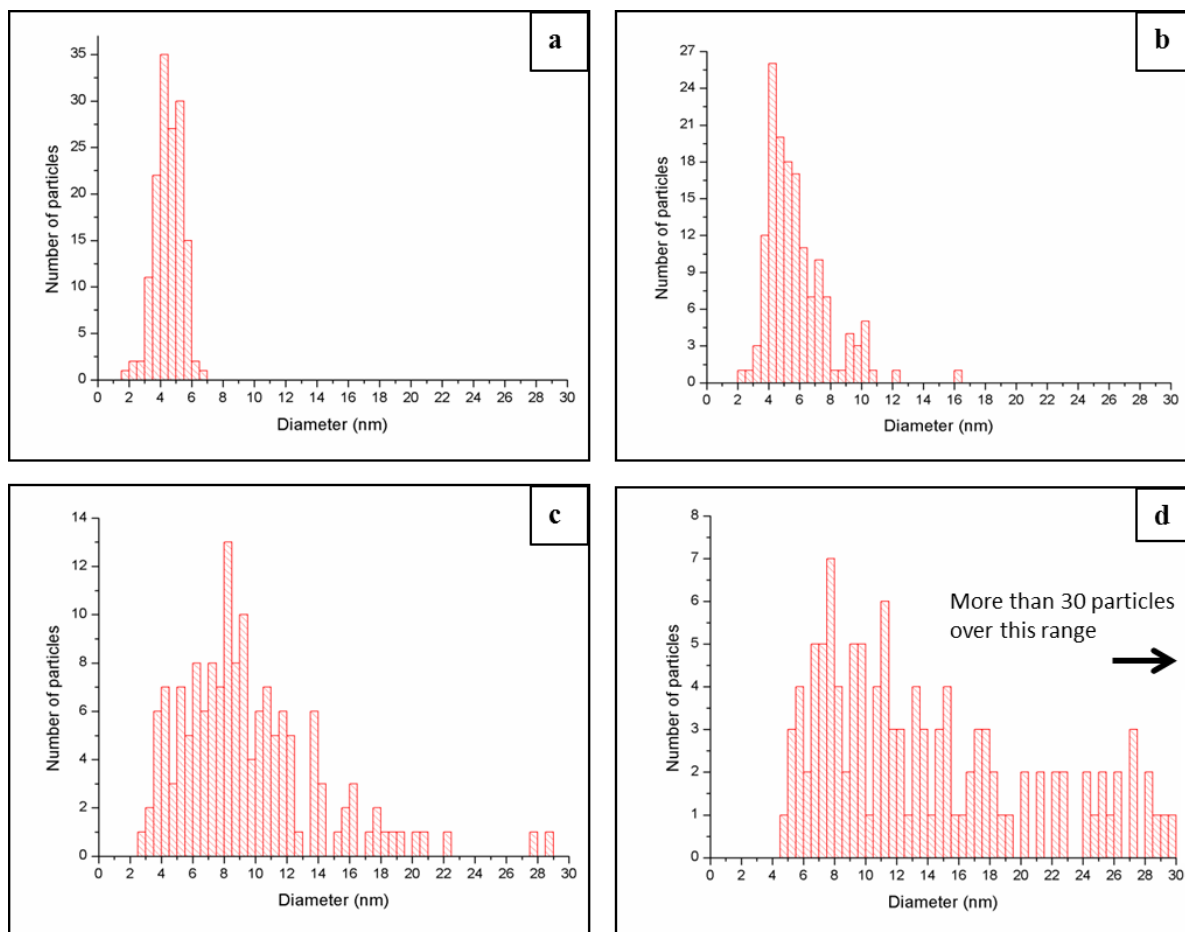 a
35
30
25
20
15
10
5
0
Number of particles
0 2 4 6 8 10 12 14 16 18 20 22 24 26 28 30
Diameter (nm)
b
27
24
21
18
15
12
9
6
3
0
Number of particles
0 2 4 6 8 10 12 14 16 18 20 22 24 26 28 30
Diameter (nm)
c
14
12
10
8
6
4
2
0
Number of particles
0 2 4 6 8 10 12 14 16 18 20 22 24 26 28 30
Diameter (nm)
d
8
7
6
5
4
3
2
1
0
Number of particles
More than 30 particles
over this range
0 2 4 6 8 10 12 14 16 18 20 22 24 26 28 30
Diameter (nm)